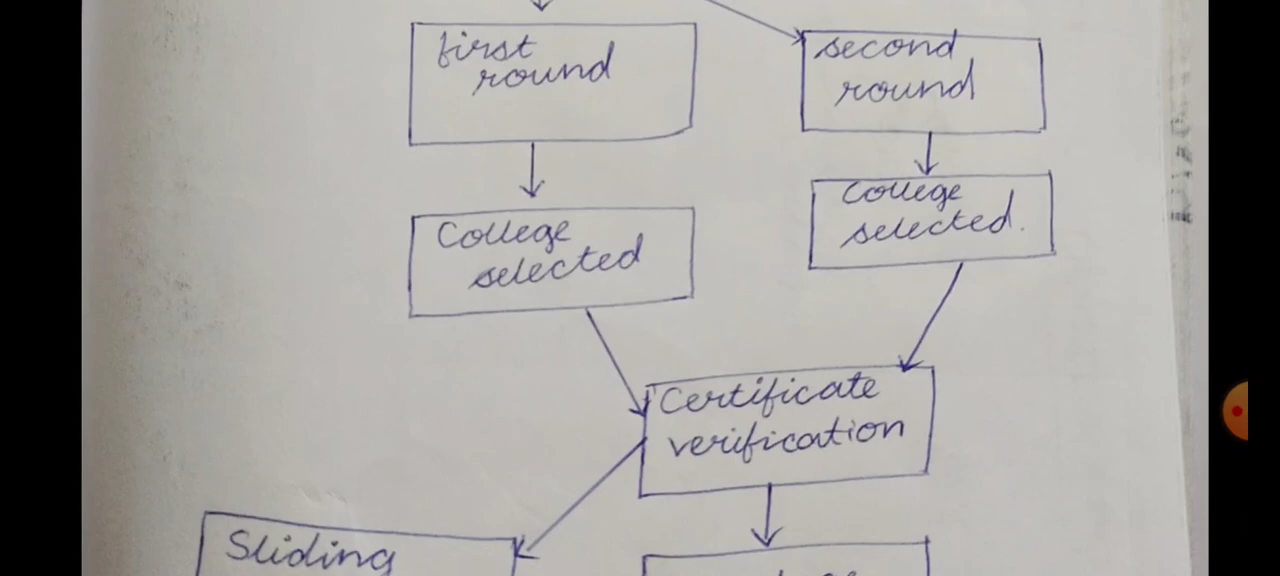 first
round
second
round
College
selected
College
selected.
Certificate
verification
Sliding